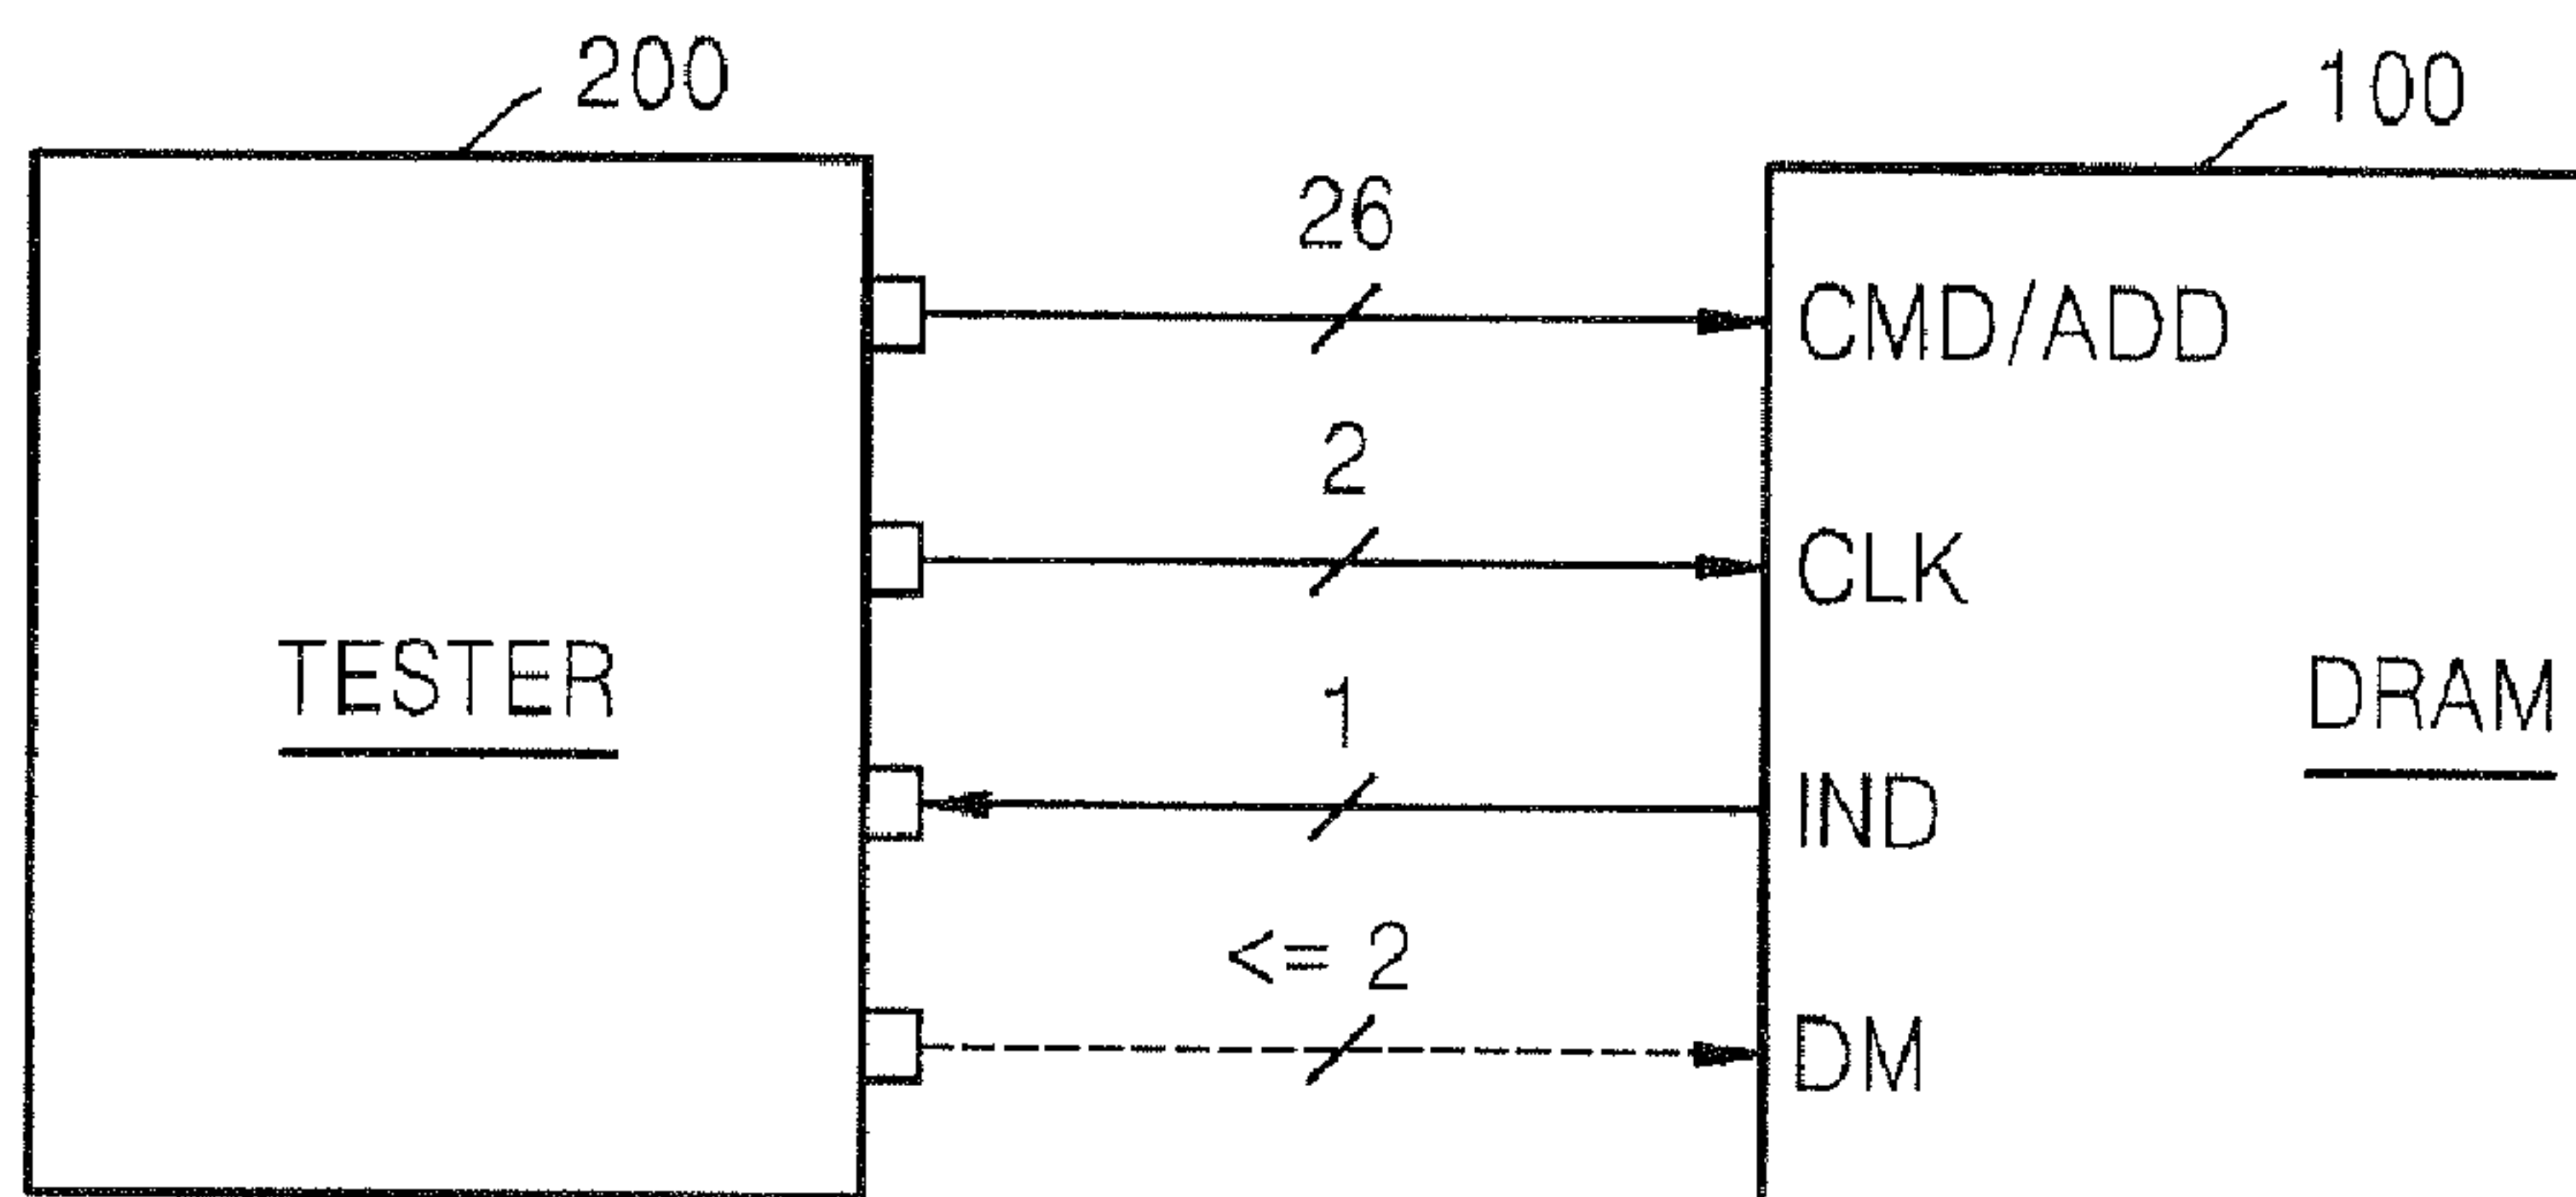 200
100
26
CMD/ADD
2
CLK
TESTER
DRAM
1
IND
<= 2
DM